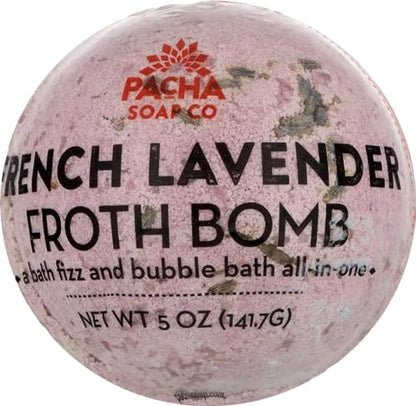 PACHA
SOAP CO
FRENCH LAVENDER
FROTH BOMB
• a bath fizz and bubble bath all-in-one •
NET WT 5 OZ (141.7G)